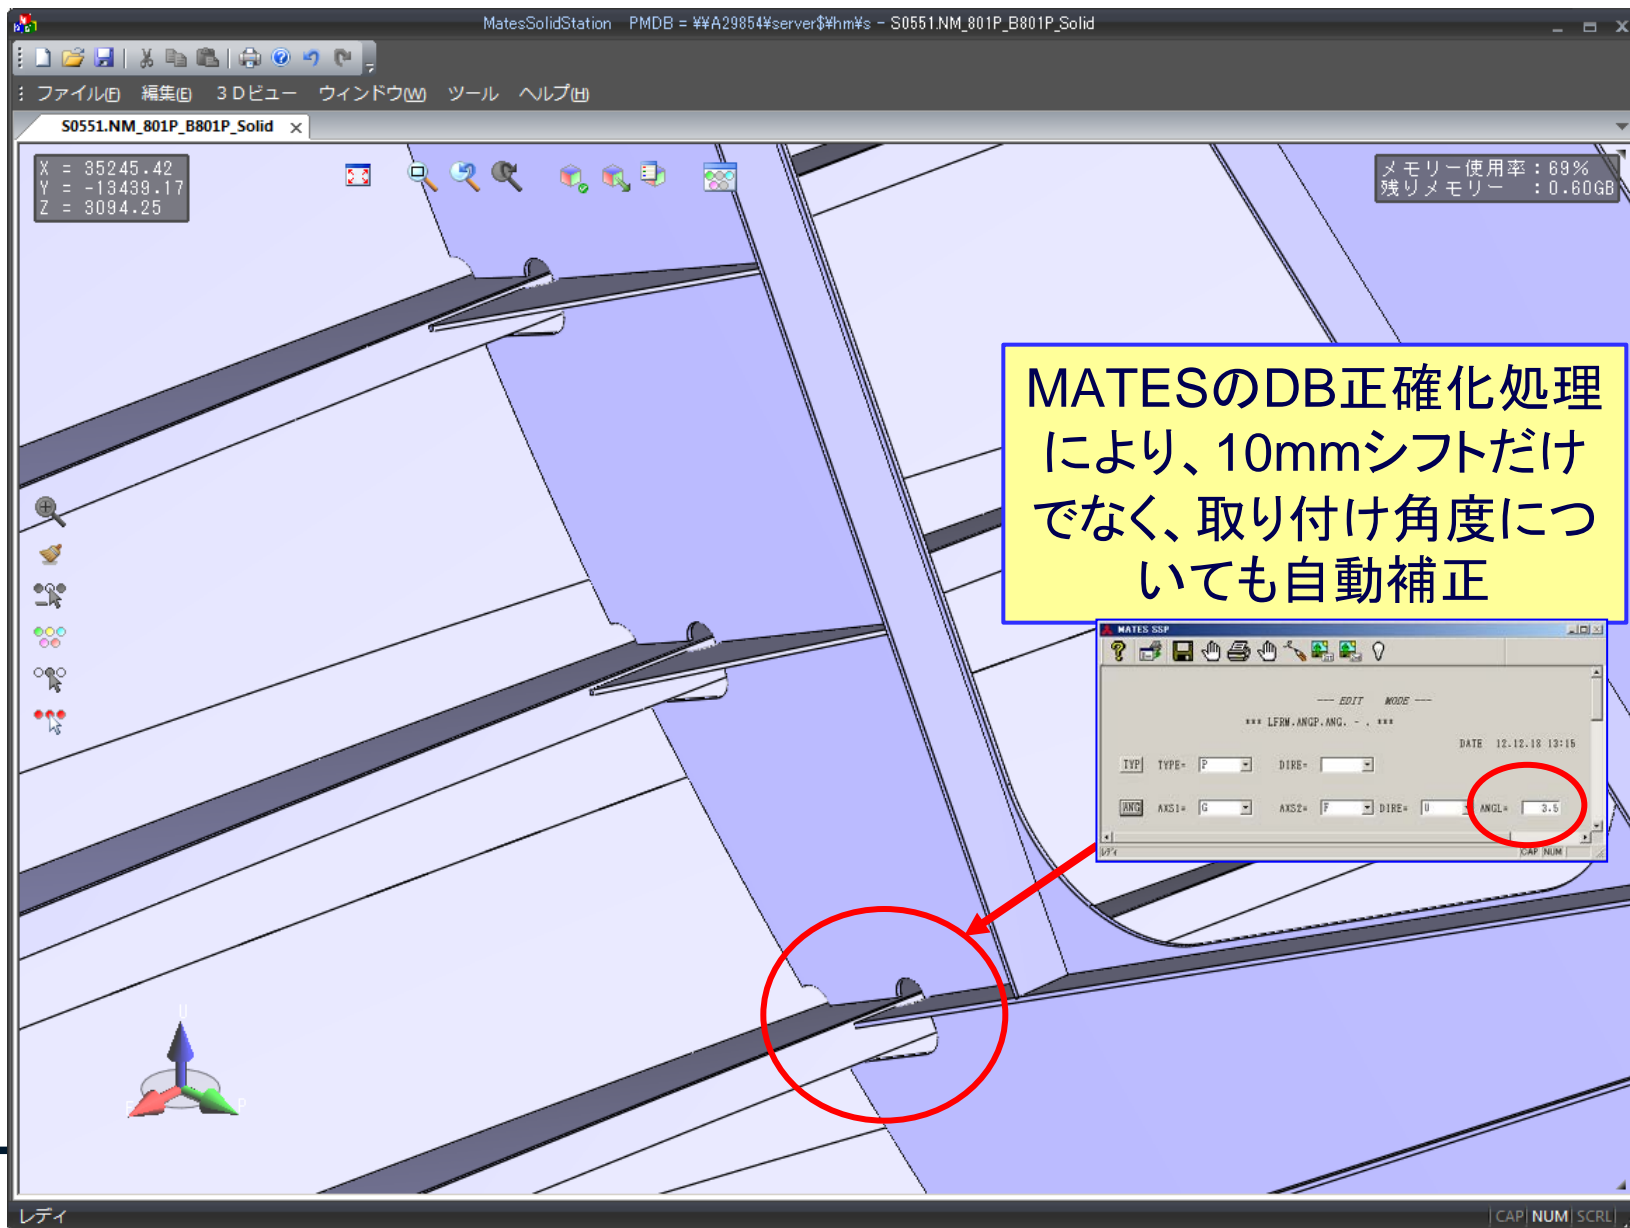 MatesSolidStation PMDB = ¥¥A29854¥server$¥hm¥s - S0551.NM_801P_B801P_Solid
ファイル(F) 編集(E) 3Dビュー ウィンドウ(W) ツール ヘルプ(H)
S0551.NM_801P_B801P_Solid
X = 35245.42
Y = -13439.17
Z = 3094.25
メモリー使用率：69%
残りメモリー ：0.60GB
MATESのDB正確化処理
により、10mmシフトだけ
でなく、取り付け角度につ
いても自動補正
MATES SSP
--- EDIT MODE ---
*** LFRM.ANGP.ANG. - . ***
DATE 12.12.18 13:15
TYP TYPE= P DIRE=
ANG AXS1= G AXS2= F DIRE= U ANGL= 3.5
ﾚﾃﾞｨ CAP NUM
U
F P
レディ CAP NUM SCRL